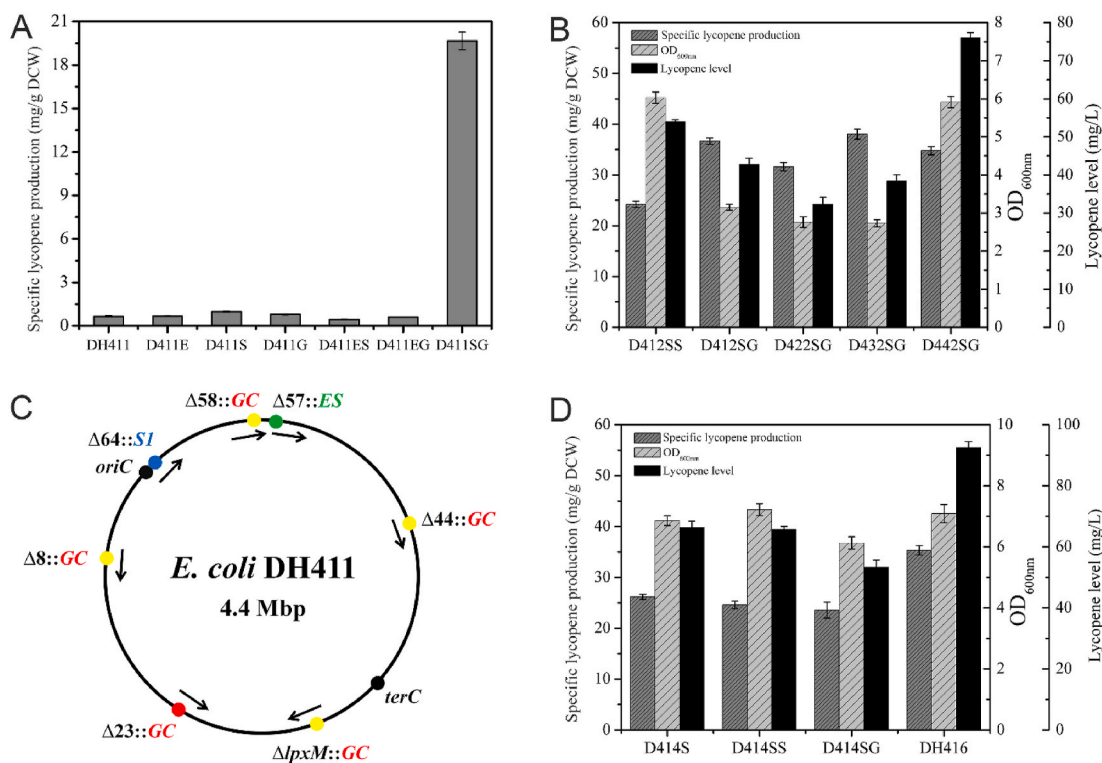 A
Specific lycopene production (mg/g DCW)
21
18
15
12
9
6
3
0
DH411 D411E D411S D411G D411ES D411EG D411SG
B
Specific lycopene production (mg/g DCW)
60
50
40
30
20
10
0
Specific lycopene production
OD600nm
Lycopene level
8
7
6
5
4
3
2
1
0
OD600nm
80
70
60
50
40
30
20
10
0
Lycopene level (mg/L)
D412SS D412SG D422SG D432SG D442SG
C
Δ58::GC Δ57::ES
Δ64::S1
oriC
Δ44::GC
Δ8::GC
E. coli DH411
4.4 Mbp
terC
Δ23::GC
ΔlpxM::GC
D
Specific lycopene production (mg/g DCW)
60
50
40
30
20
10
0
Specific lycopene production
OD600nm
Lycopene level
10
9
8
7
6
5
4
3
2
1
0
OD600nm
100
80
60
40
20
0
Lycopene level (mg/L)
D414S D414SS D414SG DH416